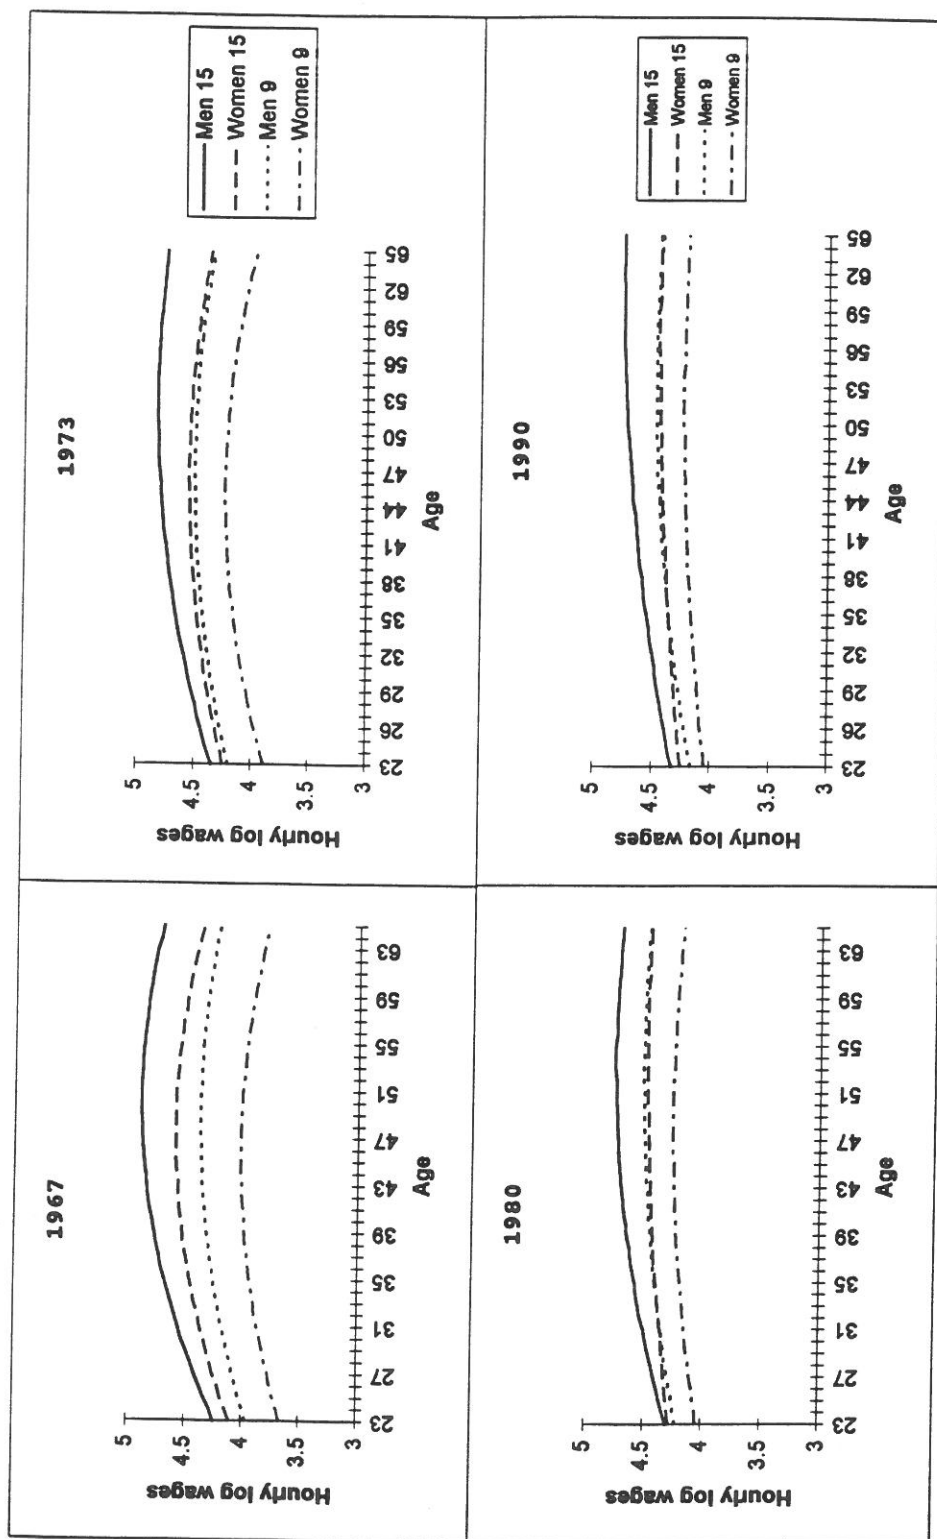 1967
Hourly log wages
5
4.5
4
3.5
3
23 27 31 35 39 43 47 51 55 59 63
Age
1973
Hourly log wages
5
4.5
4
3.5
3
23 26 29 32 35 38 41 44 47 50 53 56 59 62 65
Age
Men 15
Women 15
Men 9
Women 9
1980
Hourly log wages
5
4.5
4
3.5
3
23 27 31 35 39 43 47 51 55 59 63
Age
1990
Hourly log wages
5
4.5
4
3.5
3
23 26 29 32 35 38 41 44 47 50 53 56 59 62 65
Age
Men 15
Women 15
Men 9
Women 9